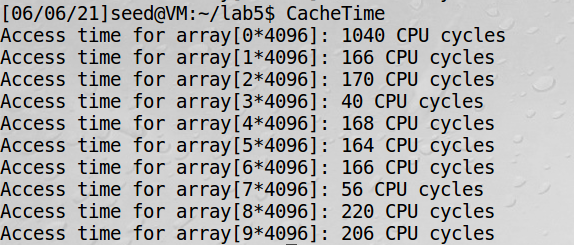 [06/06/21]seed@VM:~/lab5$ CacheTime
Access time for array[0*4096]: 1040 CPU cycles
Access time for array[1*4096]: 166 CPU cycles
Access time for array[2*4096]: 170 CPU cycles
Access time for array[3*4096]: 40 CPU cycles
Access time for array[4*4096]: 168 CPU cycles
Access time for array[5*4096]: 164 CPU cycles
Access time for array[6*4096]: 166 CPU cycles
Access time for array[7*4096]: 56 CPU cycles
Access time for array[8*4096]: 220 CPU cycles
Access time for array[9*4096]: 206 CPU cycles